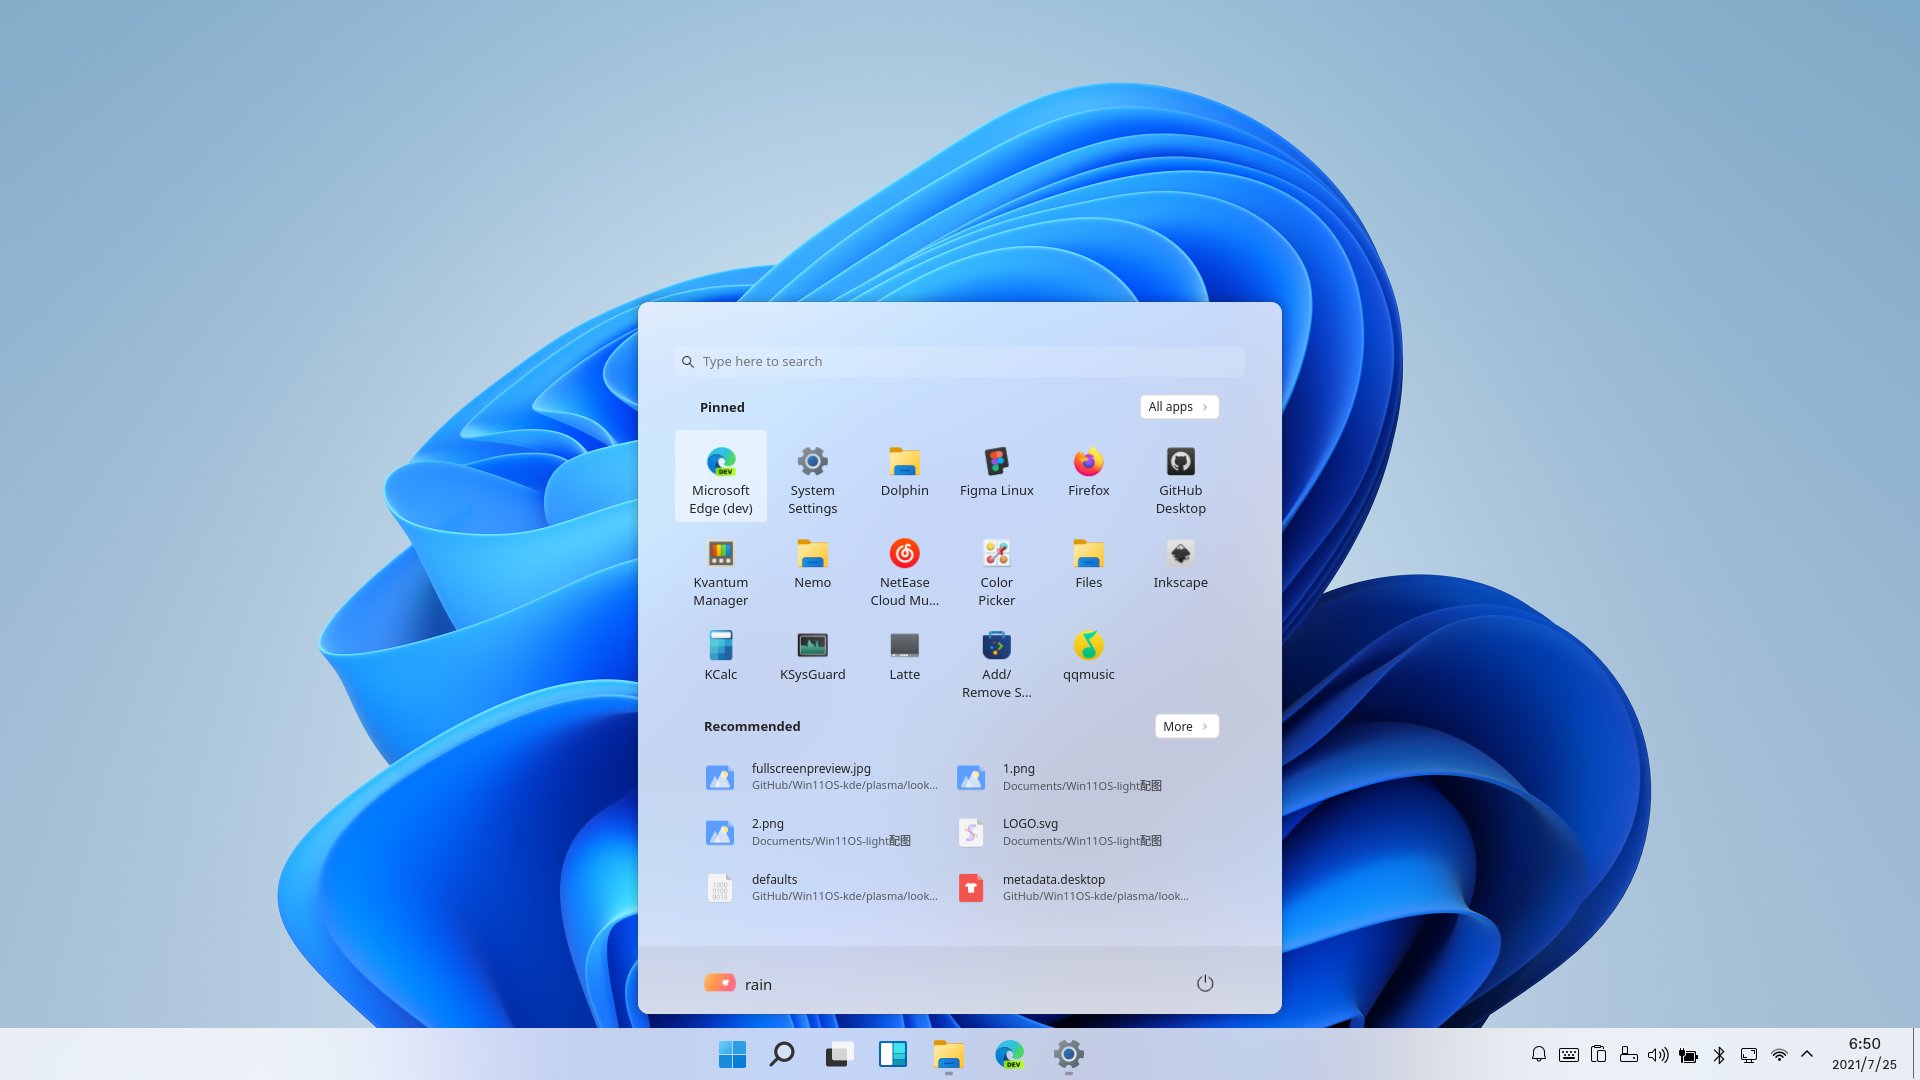 Type here to search
Pinned
All apps
Microsoft
Edge (dev)
System
Settings
Dolphin
Figma Linux
Firefox
GitHub
Desktop
Kvantum
Manager
Nemo
NetEase
Cloud Mu...
Color
Picker
Files
Inkscape
KCalc
KSysGuard
Latte
Add/
Remove S...
qqmusic
Recommended
More
fullscreenpreview.jpg
GitHub/Win11OS-kde/plasma/look...
1.png
Documents/Win11OS-light配图
2.png
Documents/Win11OS-light配图
LOGO.svg
Documents/Win11OS-light配图
defaults
GitHub/Win11OS-kde/plasma/look...
metadata.desktop
GitHub/Win11OS-kde/plasma/look...
rain
DEV
6:50
2021/7/25